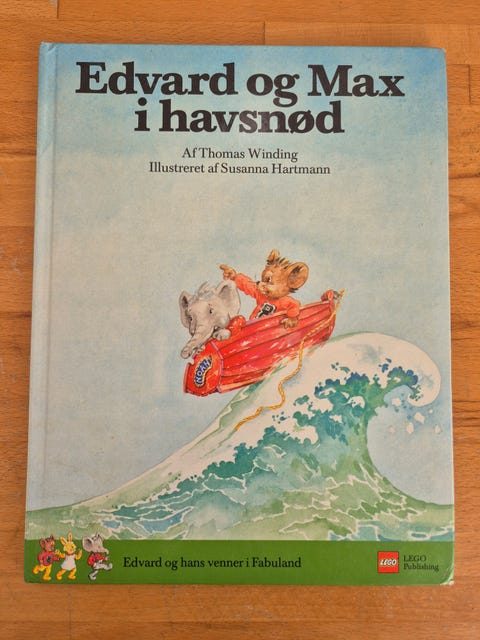 Edvard og Max
i havsnød
Af Thomas Winding
Illustreret af Susanna Hartmann
NOAH
Edvard og hans venner i Fabuland
LEGO
LEGO
Publishing